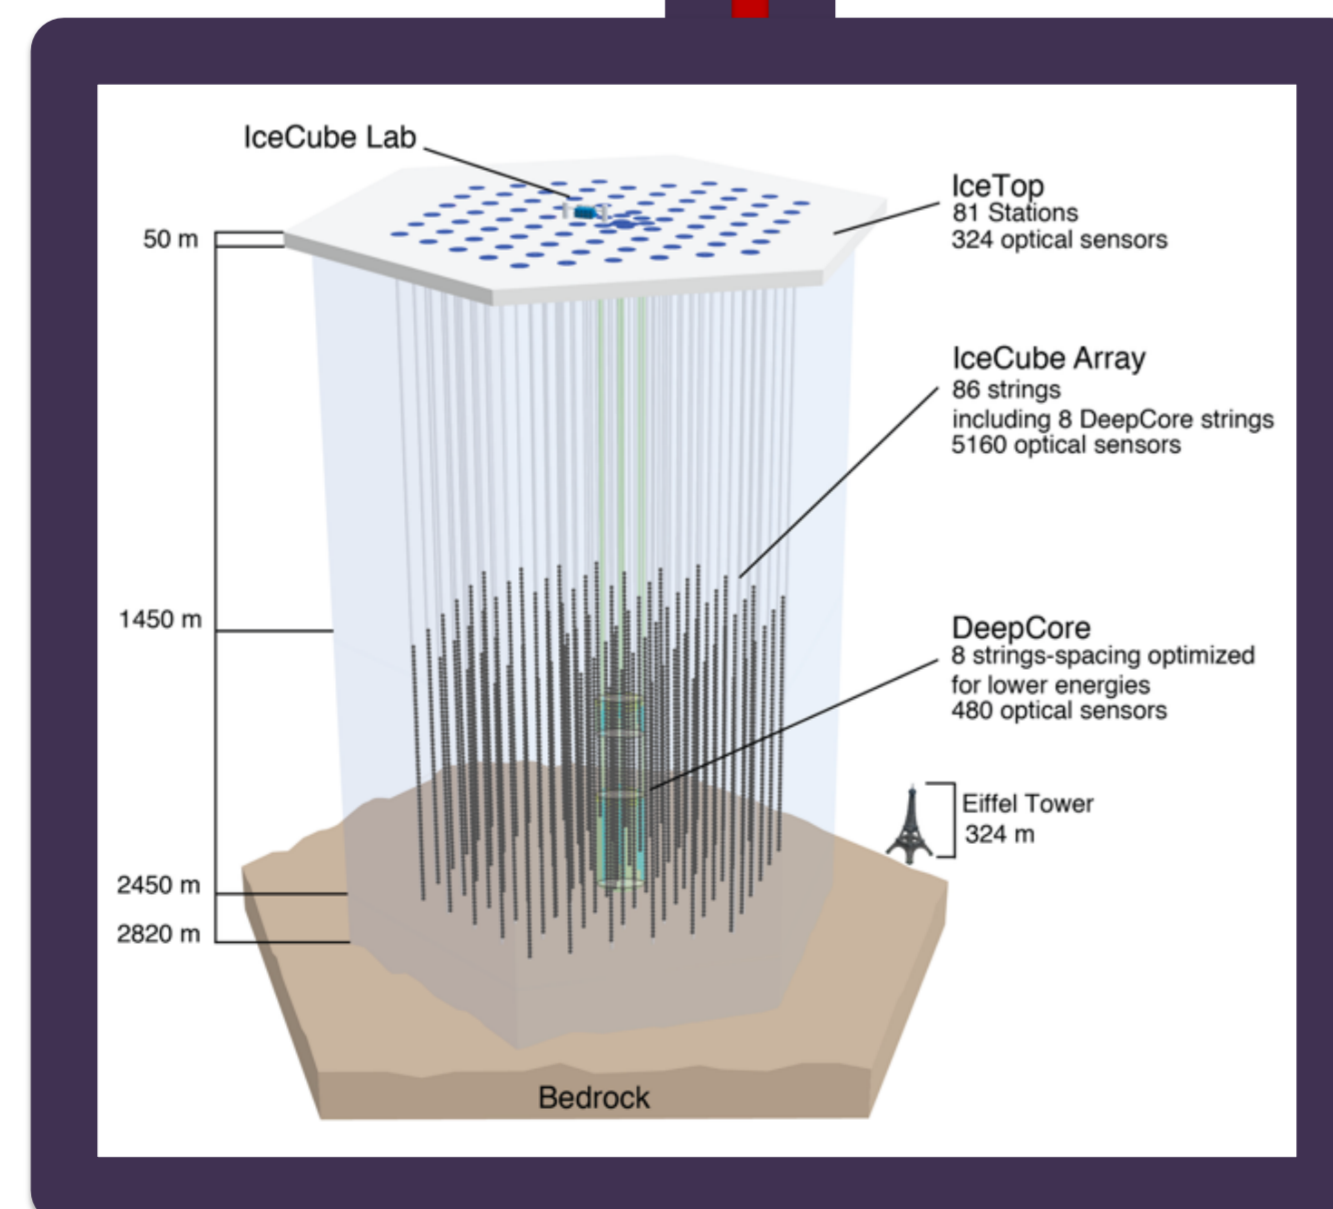 IceCube Lab
IceTop
81 Stations
324 optical sensors
50 m
IceCube Array
86 strings
including 8 DeepCore strings
5160 optical sensors
1450 m
DeepCore
8 strings-spacing optimized
for lower energies
480 optical sensors
Eiffel Tower
324 m
2450 m
2820 m
Bedrock